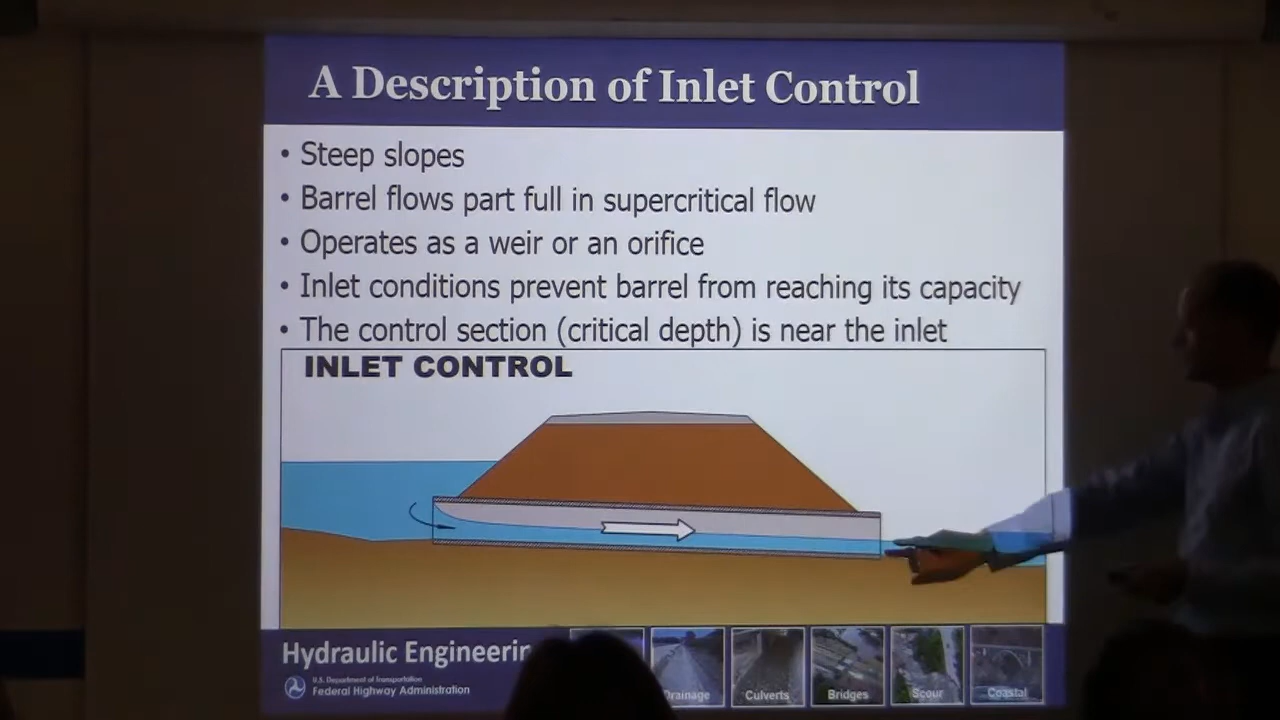 A Description of Inlet Control
• Steep slopes
• Barrel flows part full in supercritical flow
• Operates as a weir or an orifice
• Inlet conditions prevent barrel from reaching its capacity
• The control section (critical depth) is near the inlet
INLET CONTROL
Hydraulic Engineerin
U.S. Department of Transportation
Federal Highway Administration
Drainage
Culverts
Bridges
Scour
Coastal